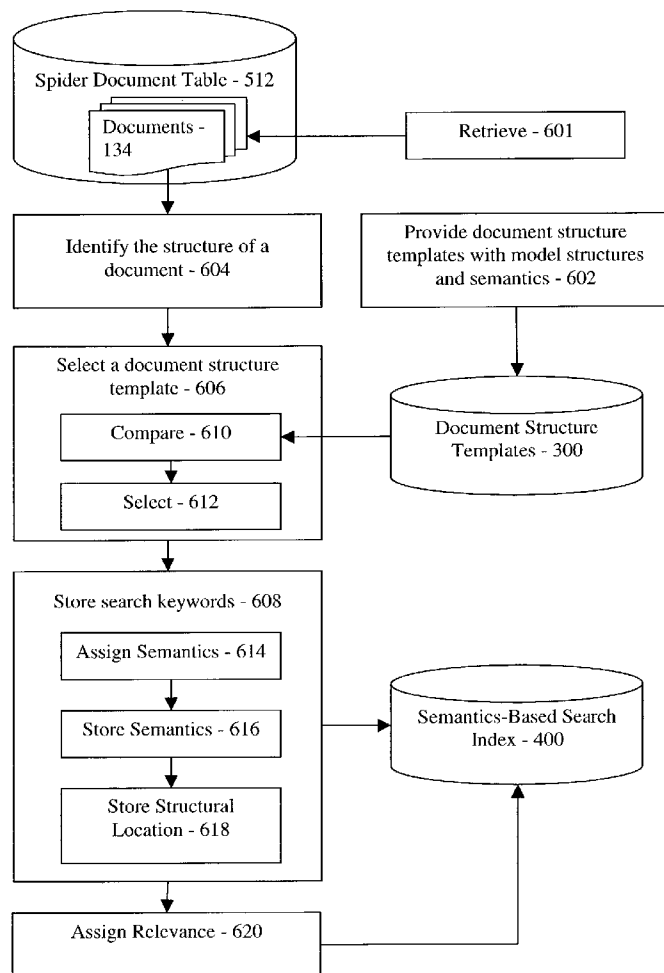 Spider Document Table - 512
Documents -
134
Retrieve - 601
Identify the structure of a
document - 604
Provide document structure
templates with model structures
and semantics - 602
Select a document structure
template - 606
Compare - 610
Select - 612
Document Structure
Templates - 300
Store search keywords - 608
Assign Semantics - 614
Store Semantics - 616
Store Structural
Location - 618
Semantics-Based Search
Index - 400
Assign Relevance - 620